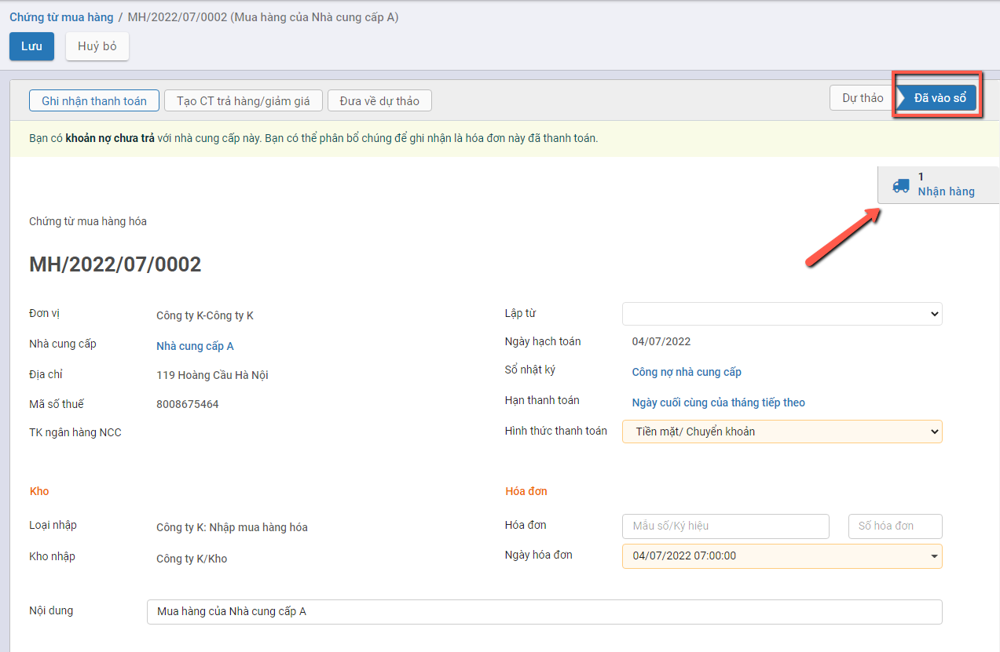 Chứng từ mua hàng / MH/2022/07/0002 (Mua hàng của Nhà cung cấp A)
Lưu Huỷ bỏ
Ghi nhận thanh toán Tạo CT trả hàng/giảm giá Đưa về dự thảo Dự thảo Đã vào sổ
Bạn có khoản nợ chưa trả với nhà cung cấp này. Bạn có thể phân bổ chúng để ghi nhận là hóa đơn này đã thanh toán.
1
Nhận hàng
Chứng từ mua hàng hóa
MH/2022/07/0002
Đơn vị Công ty K-Công ty K
Nhà cung cấp Nhà cung cấp A
Địa chỉ 119 Hoàng Cầu Hà Nội
Mã số thuế 8008675464
TK ngân hàng NCC
Lập từ
Ngày hạch toán 04/07/2022
Sổ nhật ký Công nợ nhà cung cấp
Hạn thanh toán Ngày cuối cùng của tháng tiếp theo
Hình thức thanh toán Tiền mặt/ Chuyển khoản
Kho
Loại nhập Công ty K: Nhập mua hàng hóa
Kho nhập Công ty K/Kho
Hóa đơn
Hóa đơn Mẫu số/Ký hiệu Số hóa đơn
Ngày hóa đơn 04/07/2022 07:00:00
Nội dung Mua hàng của Nhà cung cấp A